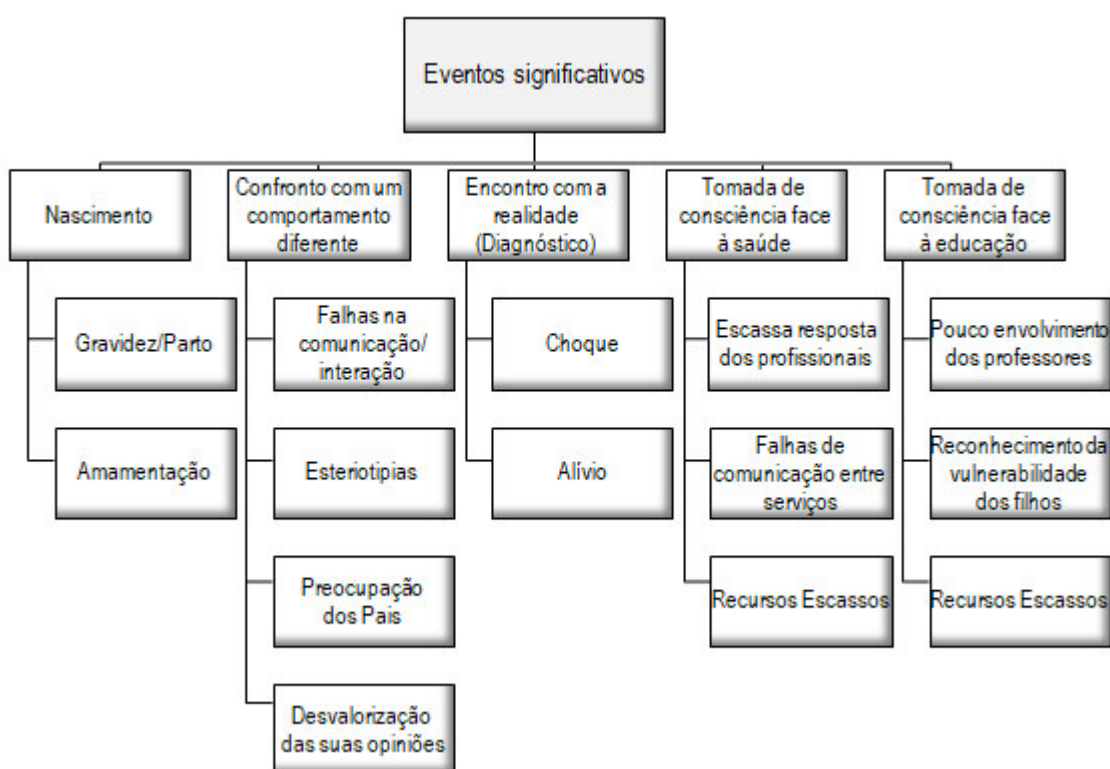 Eventos significativos
Nascimento
Confronto com um
comportamento
diferente
Encontro com a
realidade
(Diagnóstico)
Tomada de
consciência face
à saúde
Tomada de
consciência face
à educação
Gravidez/Parto
Falhas na
comunicação/
interação
Choque
Escassa resposta
dos profissionais
Pouco envolvimento
dos professores
Amamentação
Esteriotipias
Alívio
Falhas de
comunicação entre
serviços
Reconhecimento da
vulnerabilidade
dos filhos
Preocupação
dos Pais
Recursos Escassos
Recursos Escassos
Desvalorização
das suas opiniões